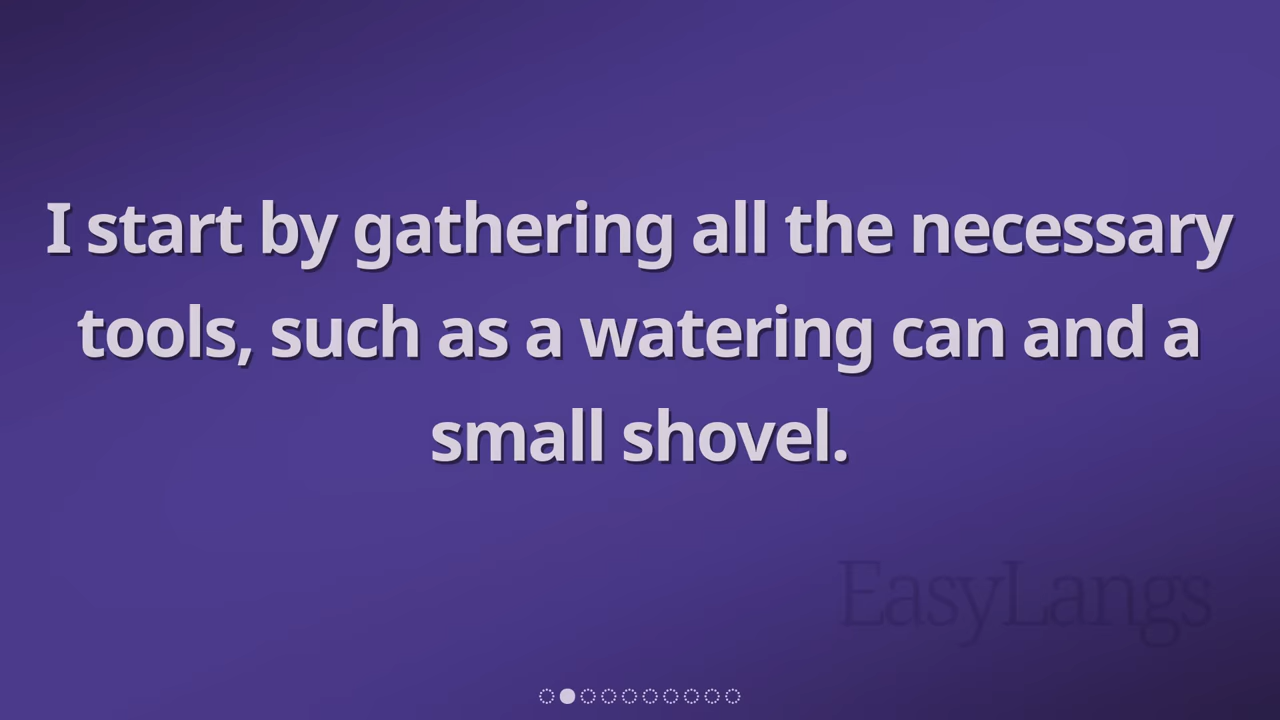 I start by gathering all the necessary
tools, such as a watering can and a
small shovel.
EasyLangs